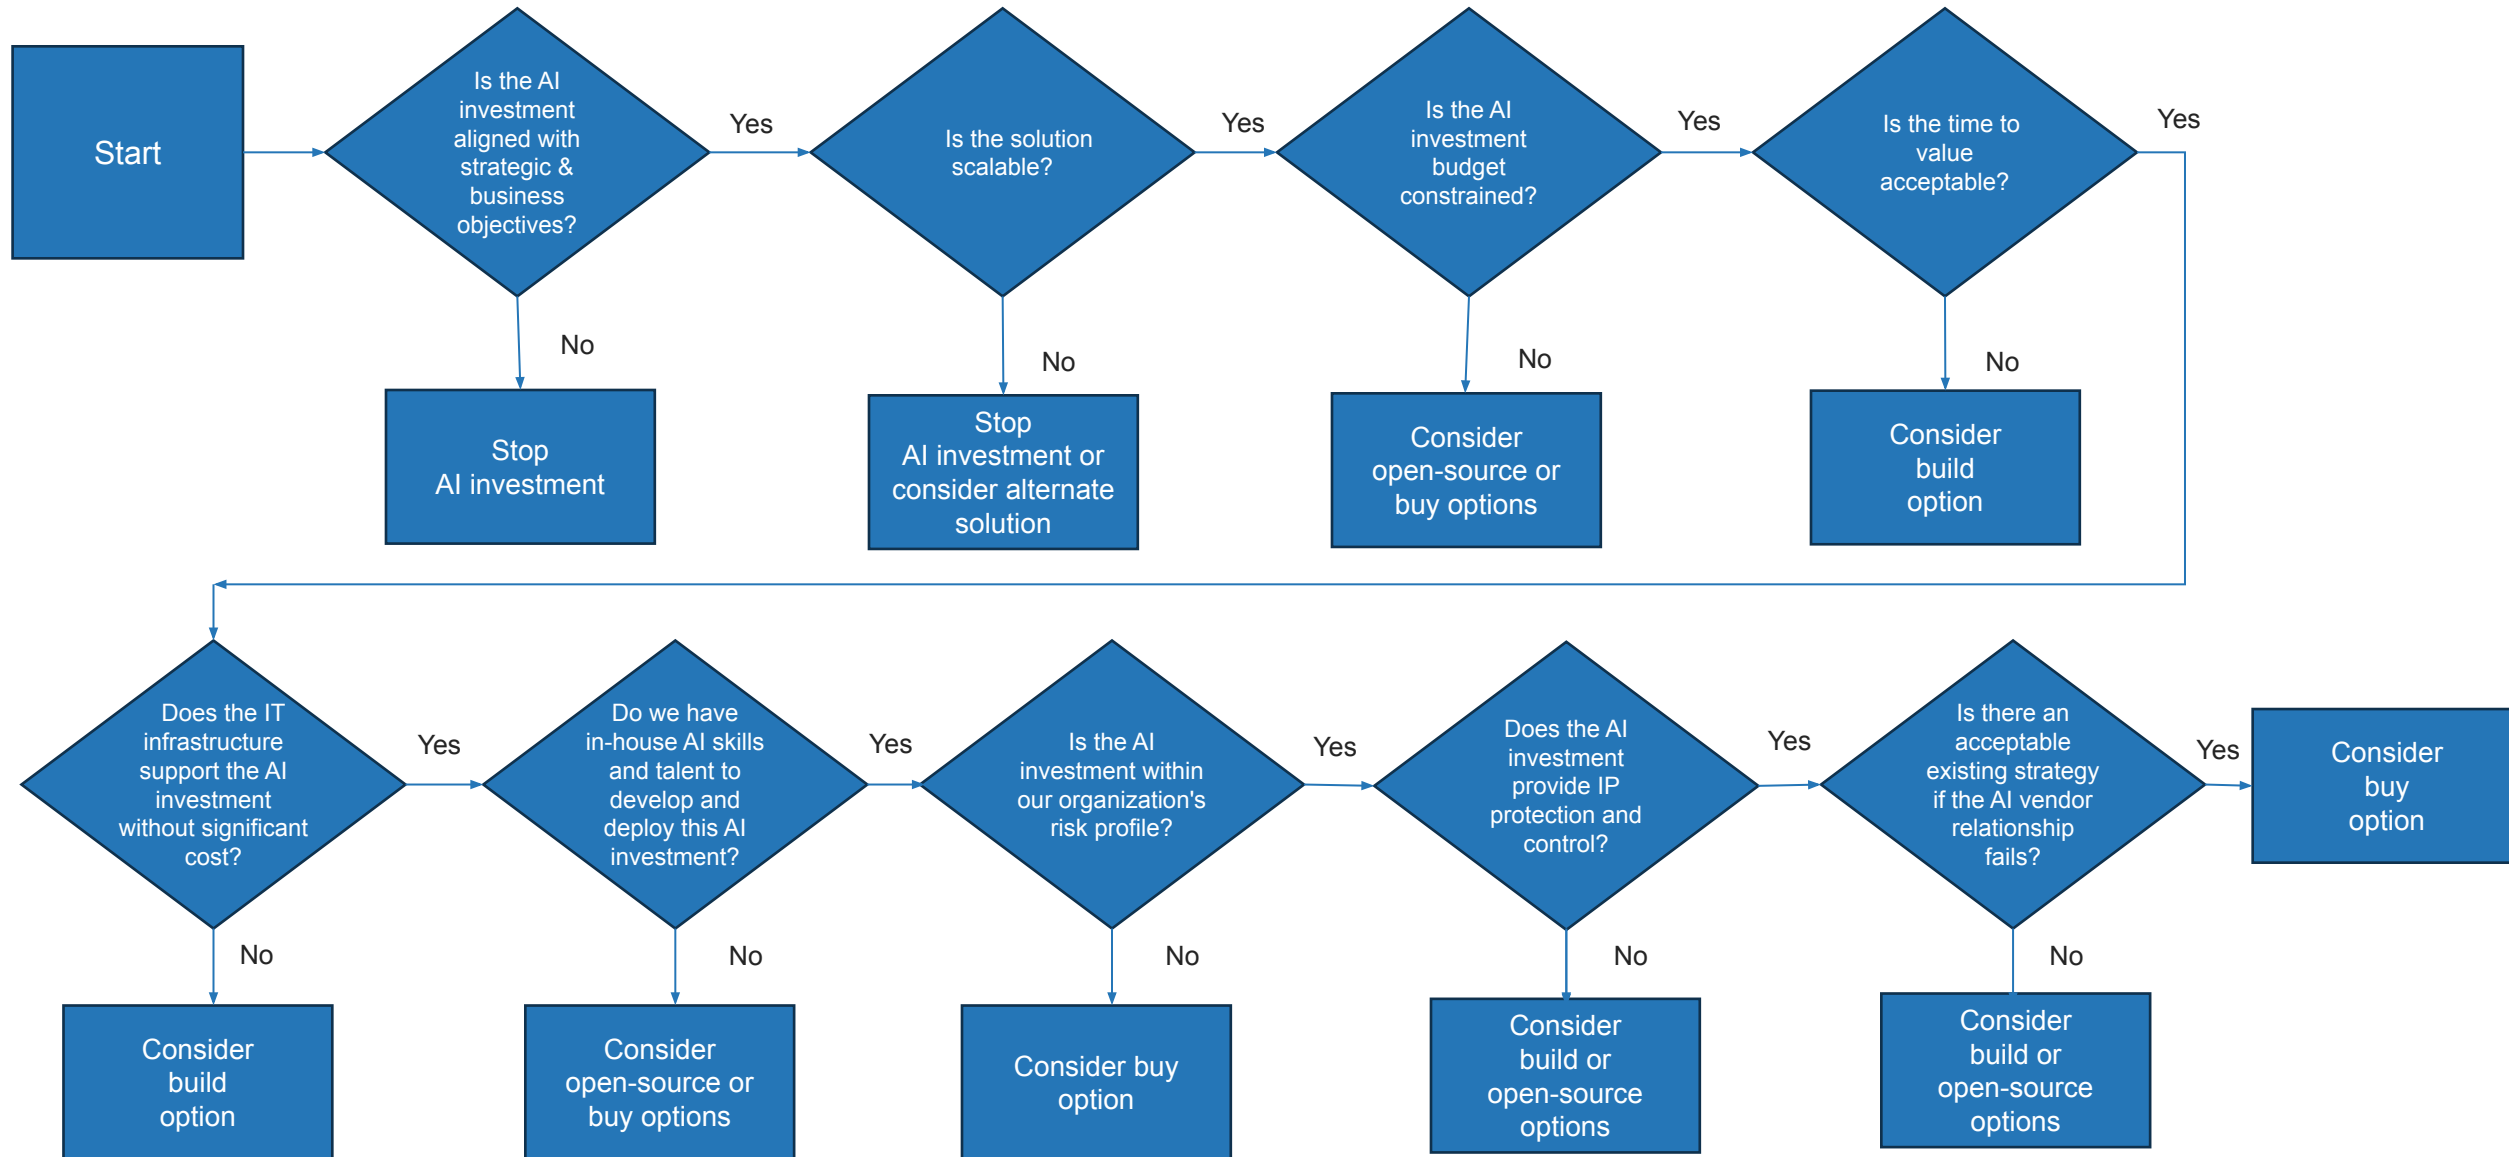 Start
Is the AI
investment
aligned with
strategic &
business
objectives?
Yes
No
Stop
AI investment
Is the solution
scalable?
Yes
No
Stop
AI investment or
consider alternate
solution
Is the AI
investment
budget
constrained?
Yes
No
Consider
open-source or
buy options
Is the time to
value
acceptable?
Yes
No
Consider
build
option
Does the IT
infrastructure
support the AI
investment
without significant
cost?
Yes
No
Consider
build
option
Do we have
in-house AI skills
and talent to
develop and
deploy this AI
investment?
Yes
No
Consider
open-source or
buy options
Is the AI
investment within
our organization's
risk profile?
Yes
No
Consider buy
option
Does the AI
investment
provide IP
protection and
control?
Yes
No
Consider
build or
open-source
options
Is there an
acceptable
existing strategy
if the AI vendor
relationship
fails?
Yes
No
Consider
build or
open-source
options
Consider
buy
option